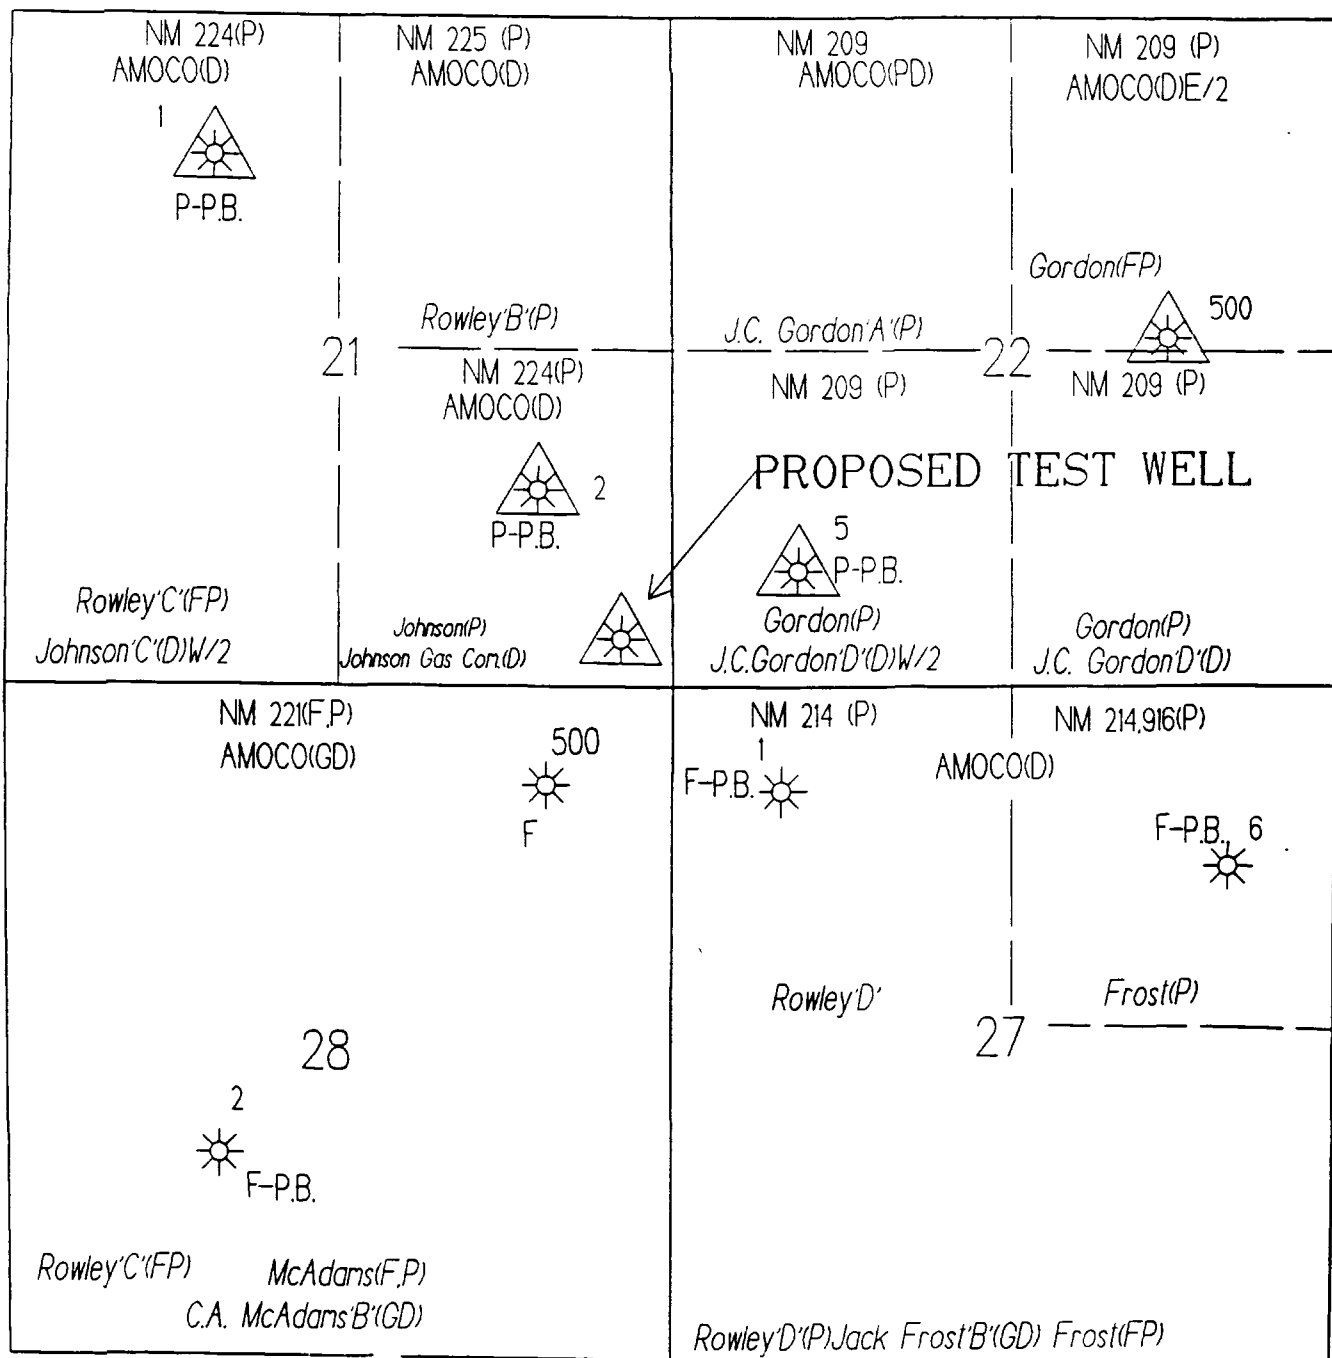 NM 224(P)
AMOCO(D)
1
P-P.B.
NM 225 (P)
AMOCO(D)
Rowley'B'(P)
21
NM 224(P)
AMOCO(D)
2
P-P.B.
Rowley'C'(FP)
Johnson'C'(D)W/2
Johnson(P)
Johnson Gas Com.(D)
NM 209
AMOCO(PD)
NM 209 (P)
AMOCO(D)E/2
Gordon(FP)
500
J.C. Gordon'A'(P)
22
NM 209 (P)
NM 209 (P)
PROPOSED TEST WELL
5
P-P.B.
Gordon(P)
J.C.Gordon'D'(D)W/2
Gordon(P)
J.C. Gordon'D'(D)
NM 221(F,P)
AMOCO(GD)
500
F
28
2
F-P.B.
Rowley'C'(FP)
McAdams(F,P)
C.A. McAdams'B'(GD)
NM 214 (P)
1
F-P.B.
NM 214,916(P)
AMOCO(D)
F-P.B., 6
Rowley'D'
Frost(P)
27
Rowley'D'(P)Jack Frost'B'(GD) Frost(FP)